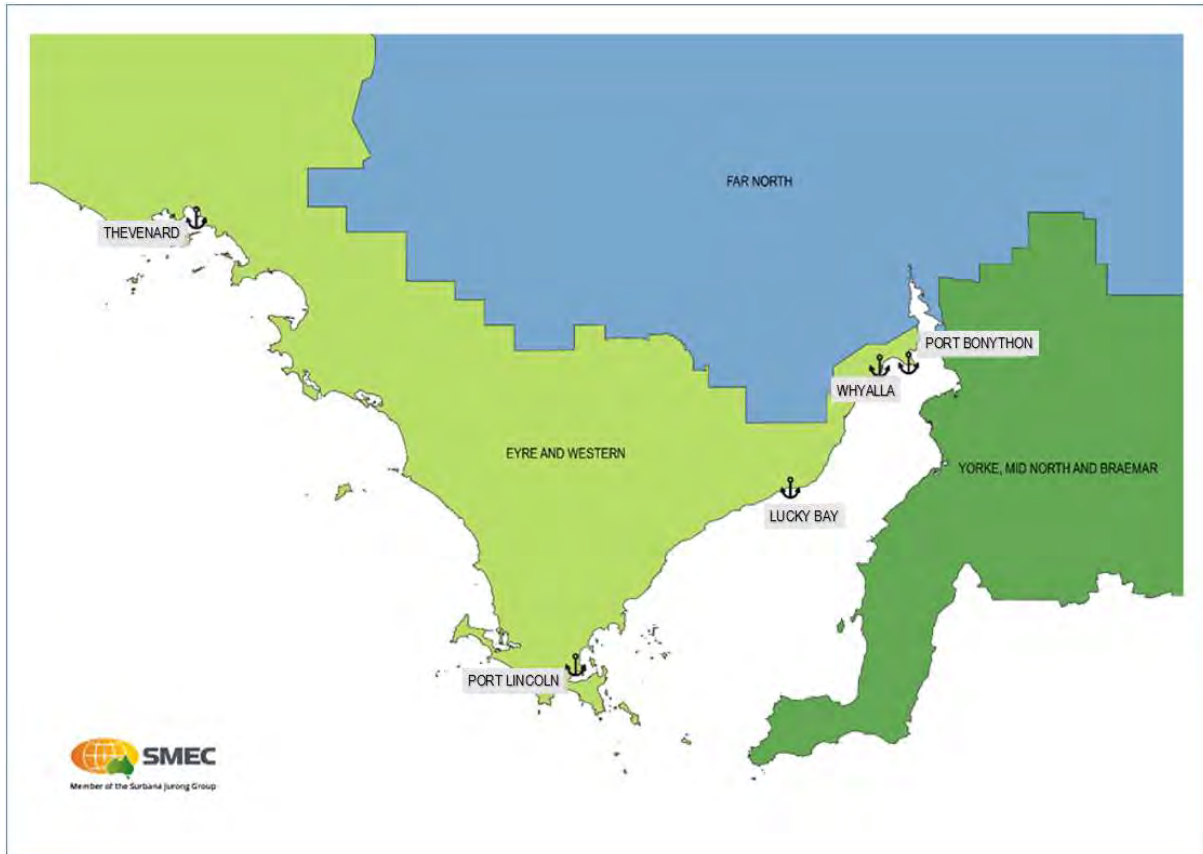 FAR NORTH
THEVENARD
PORT BONYTHON
WHYALLA
EYRE AND WESTERN
YORKE, MID NORTH AND BRAEMAR
LUCKY BAY
PORT LINCOLN
SMEC
Member of the Surbana Jurong Group